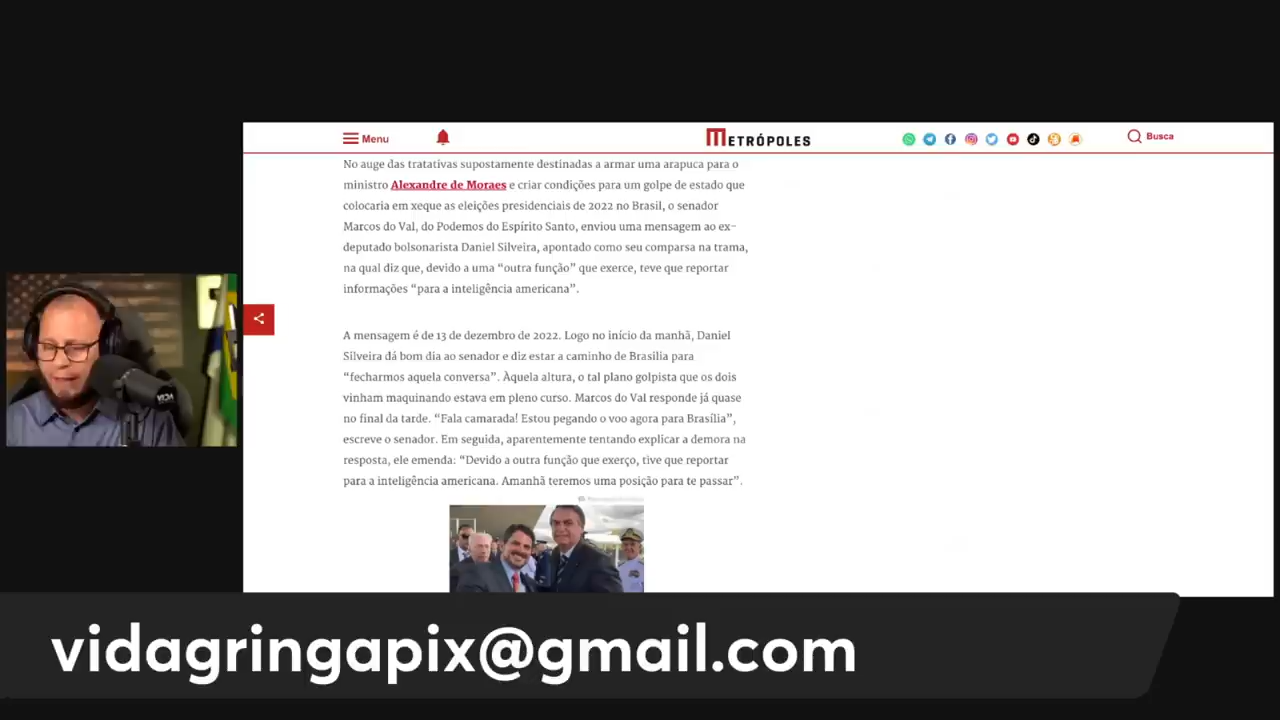 Menu
METRÓPOLES
Busca
No auge das tratativas supostamente destinadas a armar uma arapuca para o
ministro Alexandre de Moraes e criar condições para um golpe de estado que
colocaria em xeque as eleições presidenciais de 2022 no Brasil, o senador
Marcos do Val, do Podemos do Espírito Santo, enviou uma mensagem ao ex-
deputado bolsonarista Daniel Silveira, apontado como seu comparsa na trama,
na qual diz que, devido a uma “outra função” que exerce, teve que reportar
informações “para a inteligência americana”.
A mensagem é de 13 de dezembro de 2022. Logo no início da manhã, Daniel
Silveira dá bom dia ao senador e diz estar a caminho de Brasília para
“fecharmos aquela conversa”. Àquela altura, o tal plano golpista que os dois
vinham maquinando estava em pleno curso. Marcos do Val responde já quase
no final da tarde. “Fala camarada! Estou pegando o voo agora para Brasília”,
escreve o senador. Em seguida, aparentemente tentando explicar a demora na
resposta, ele emenda: “Devido a outra função que exerço, tive que reportar
para a inteligência americana. Amanhã teremos uma posição para te passar”.
vidagringapix@gmail.com